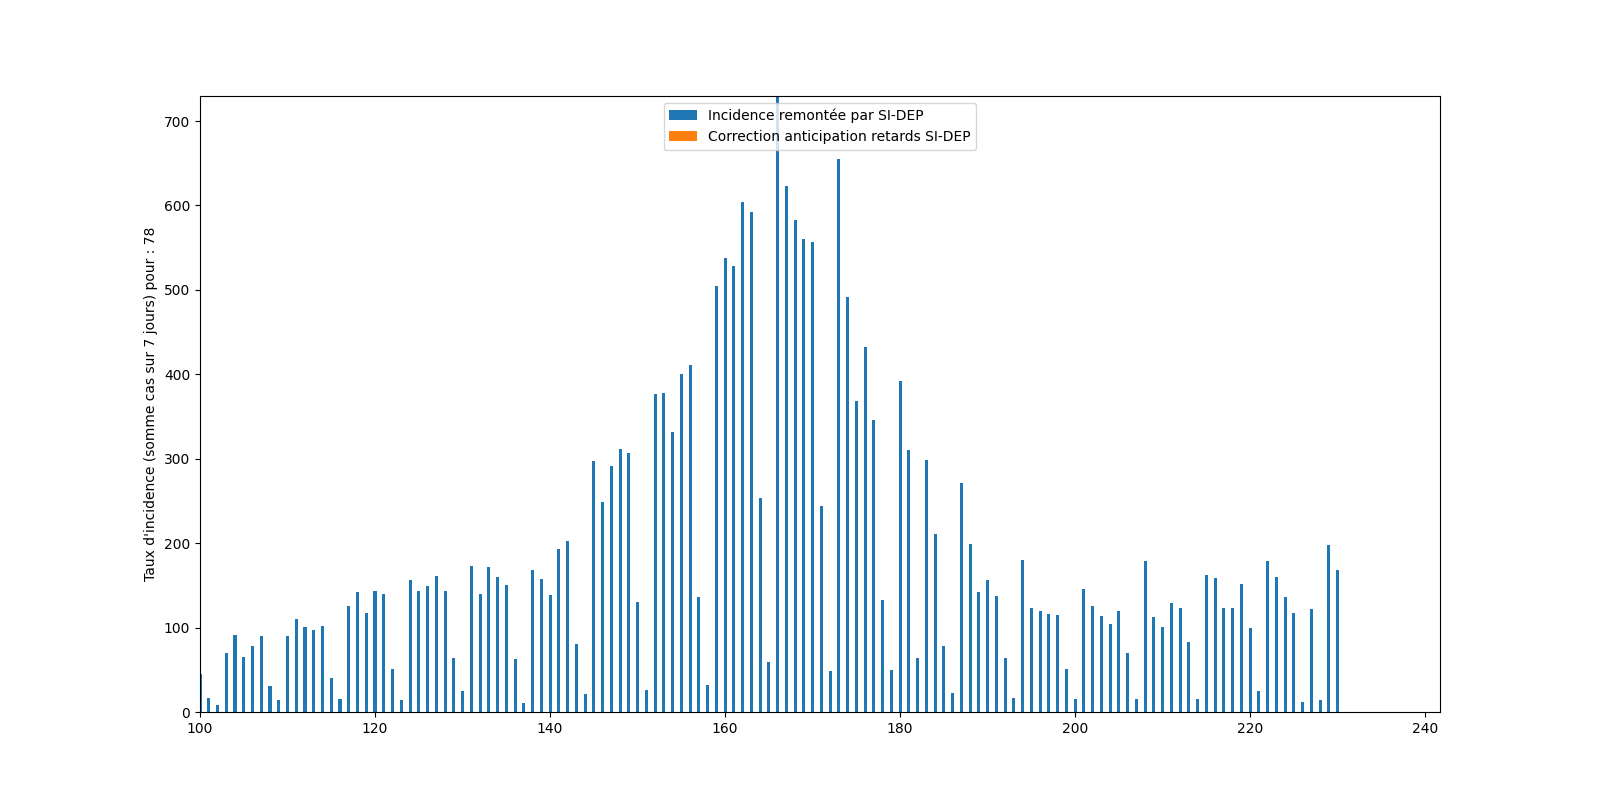 Incidence remontée par SI-DEP
Correction anticipation retards SI-DEP
Taux d'incidence (somme cas sur 7 jours) pour : 78
700
600
500
400
300
200
100
0
100 120 140 160 180 200 220 240